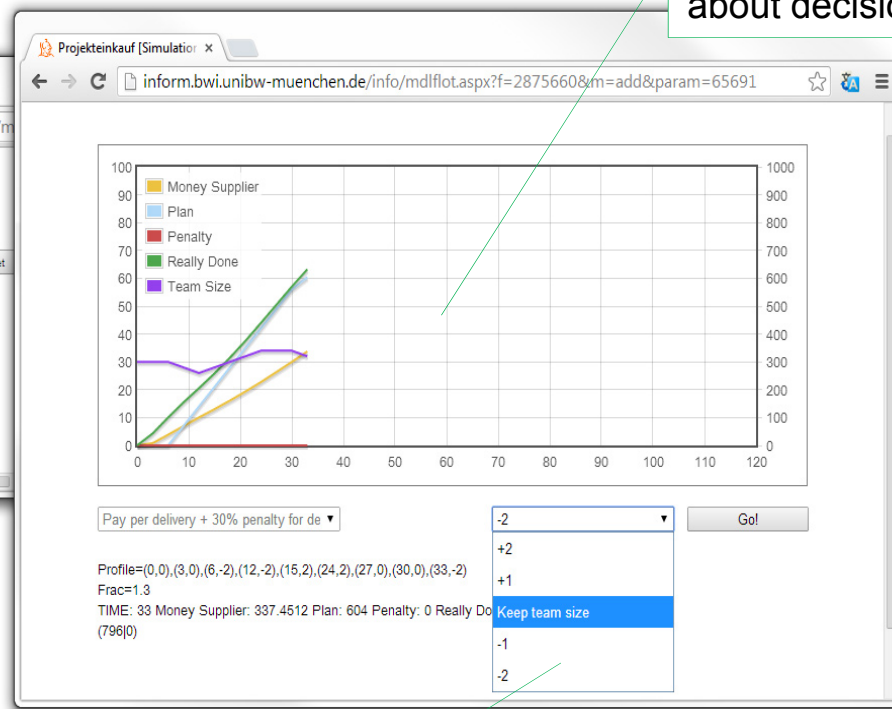 about decisio
Projekteinkauf [Simulation
inform.bwi.unibw-muenchen.de/info/mdlflot.aspx?f=2875660&m=add&param=65691
100
90
80
70
60
50
40
30
20
10
0
Money Supplier
Plan
Penalty
Really Done
Team Size
1000
900
800
700
600
500
400
300
200
100
0
0 10 20 30 40 50 60 70 80 90 100 110 120
Pay per delivery + 30% penalty for de
-2
Go!
+2
+1
Keep team size
-1
-2
Profile=(0,0),(3,0),(6,-2),(12,-2),(15,2),(24,2),(27,0),(30,0),(33,-2)
Frac=1.3
TIME: 33 Money Supplier: 337.4512 Plan: 604 Penalty: 0 Really Do
(796|0)